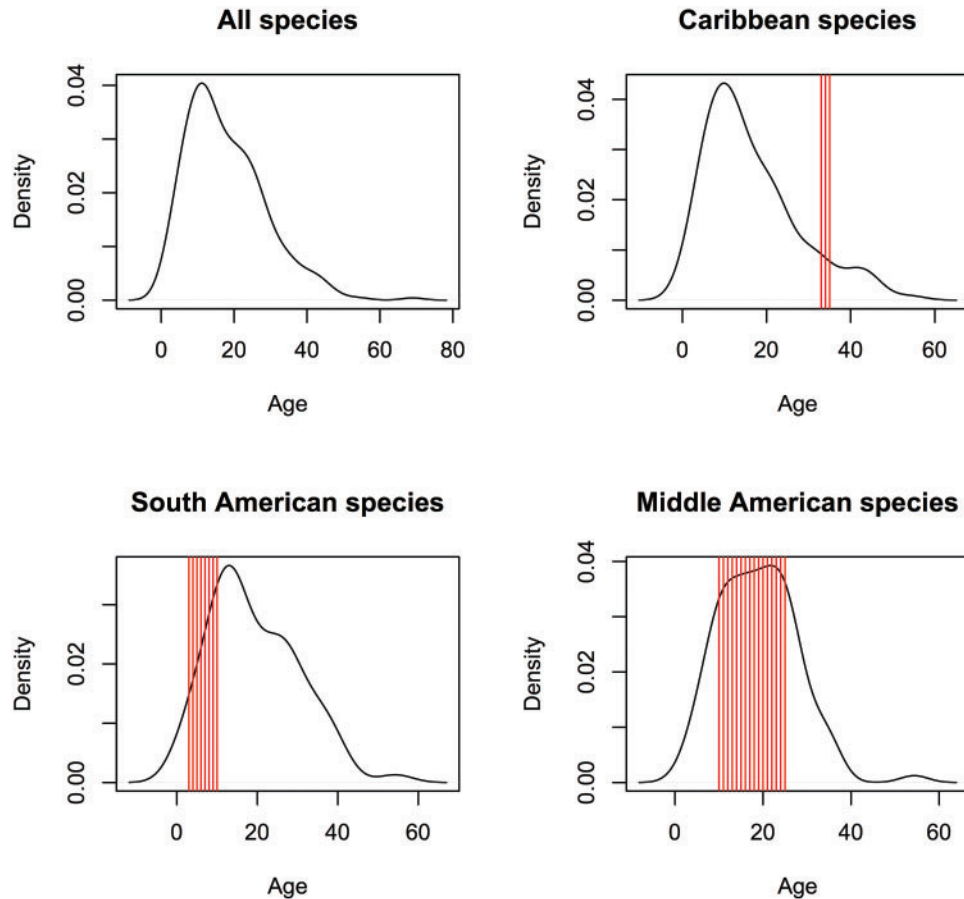 All species
Density
0.00 0.02 0.04
0 20 40 60 80
Age
Caribbean species
Density
0.00 0.02 0.04
0 20 40 60
Age
South American species
Density
0.00 0.02
0 20 40 60
Age
Middle American species
Density
0.00 0.02 0.04
0 20 40 60
Age